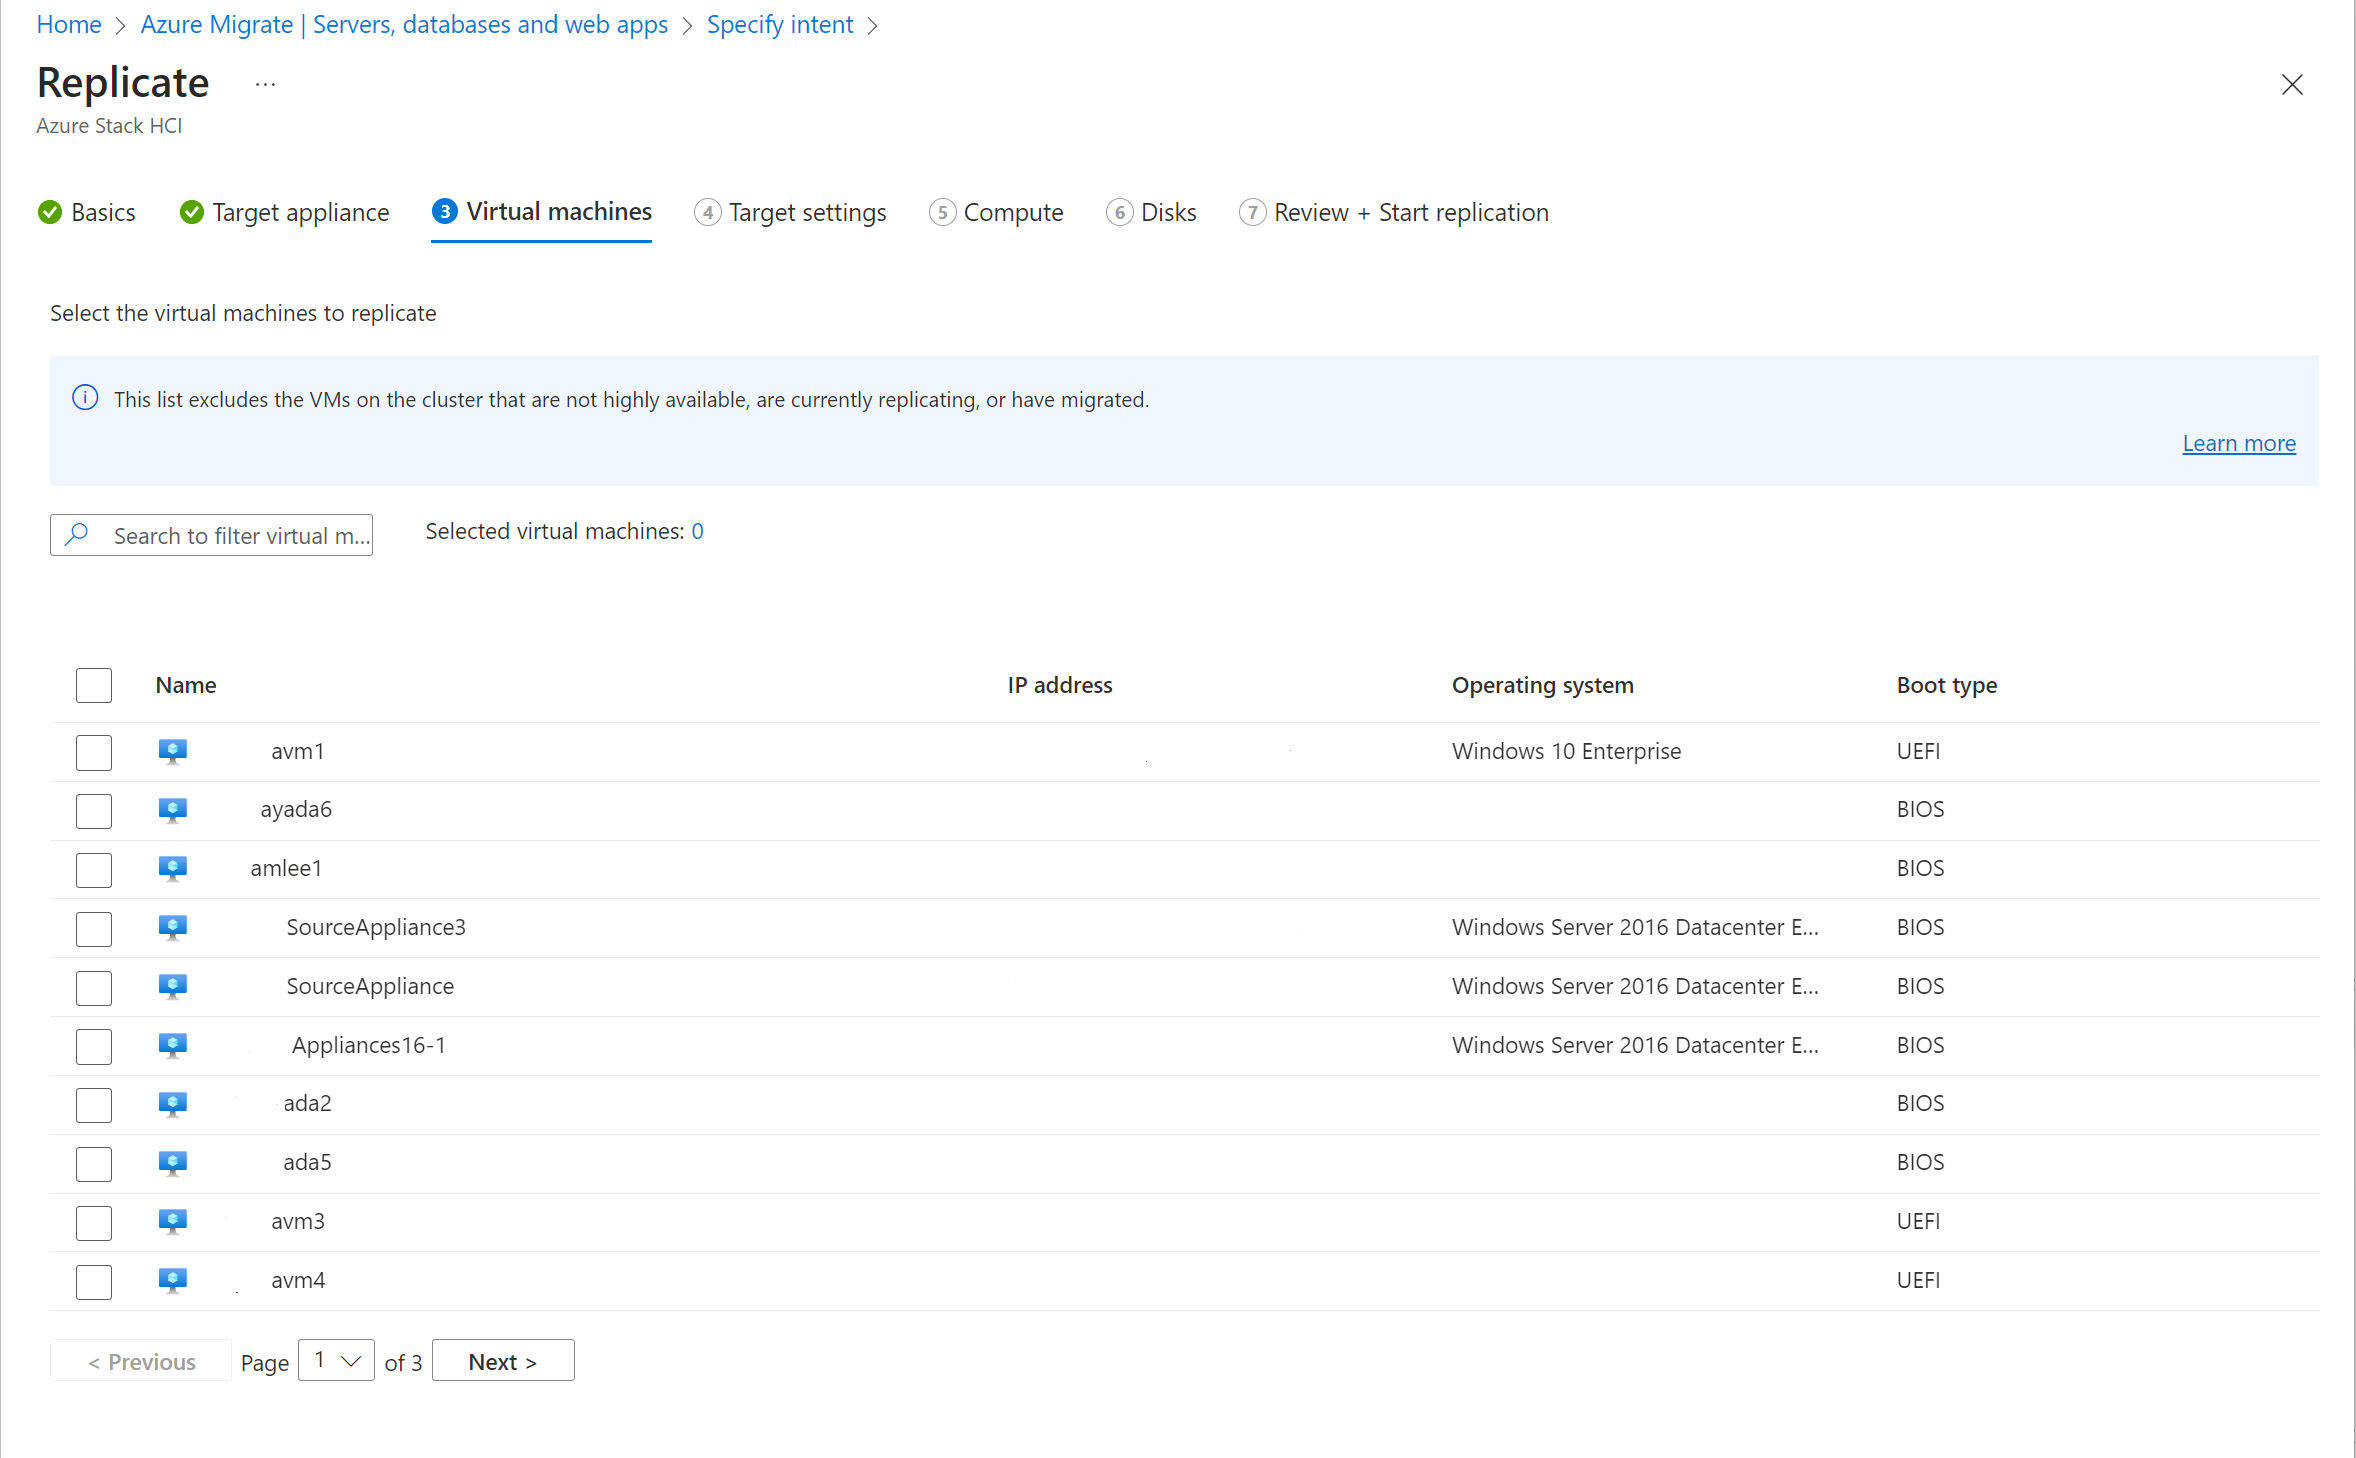 Home > Azure Migrate | Servers, databases and web apps > Specify intent >
Replicate ...
Azure Stack HCI
Basics Target appliance 3 Virtual machines 4 Target settings 5 Compute 6 Disks 7 Review + Start replication
Select the virtual machines to replicate
This list excludes the VMs on the cluster that are not highly available, are currently replicating, or have migrated.
Learn more
Search to filter virtual m... Selected virtual machines: 0
Name IP address Operating system Boot type
avm1 Windows 10 Enterprise UEFI
ayada6 BIOS
amlee1 BIOS
SourceAppliance3 Windows Server 2016 Datacenter E... BIOS
SourceAppliance Windows Server 2016 Datacenter E... BIOS
Appliances16-1 Windows Server 2016 Datacenter E... BIOS
ada2 BIOS
ada5 BIOS
avm3 UEFI
avm4 UEFI
< Previous Page 1 of 3 Next >